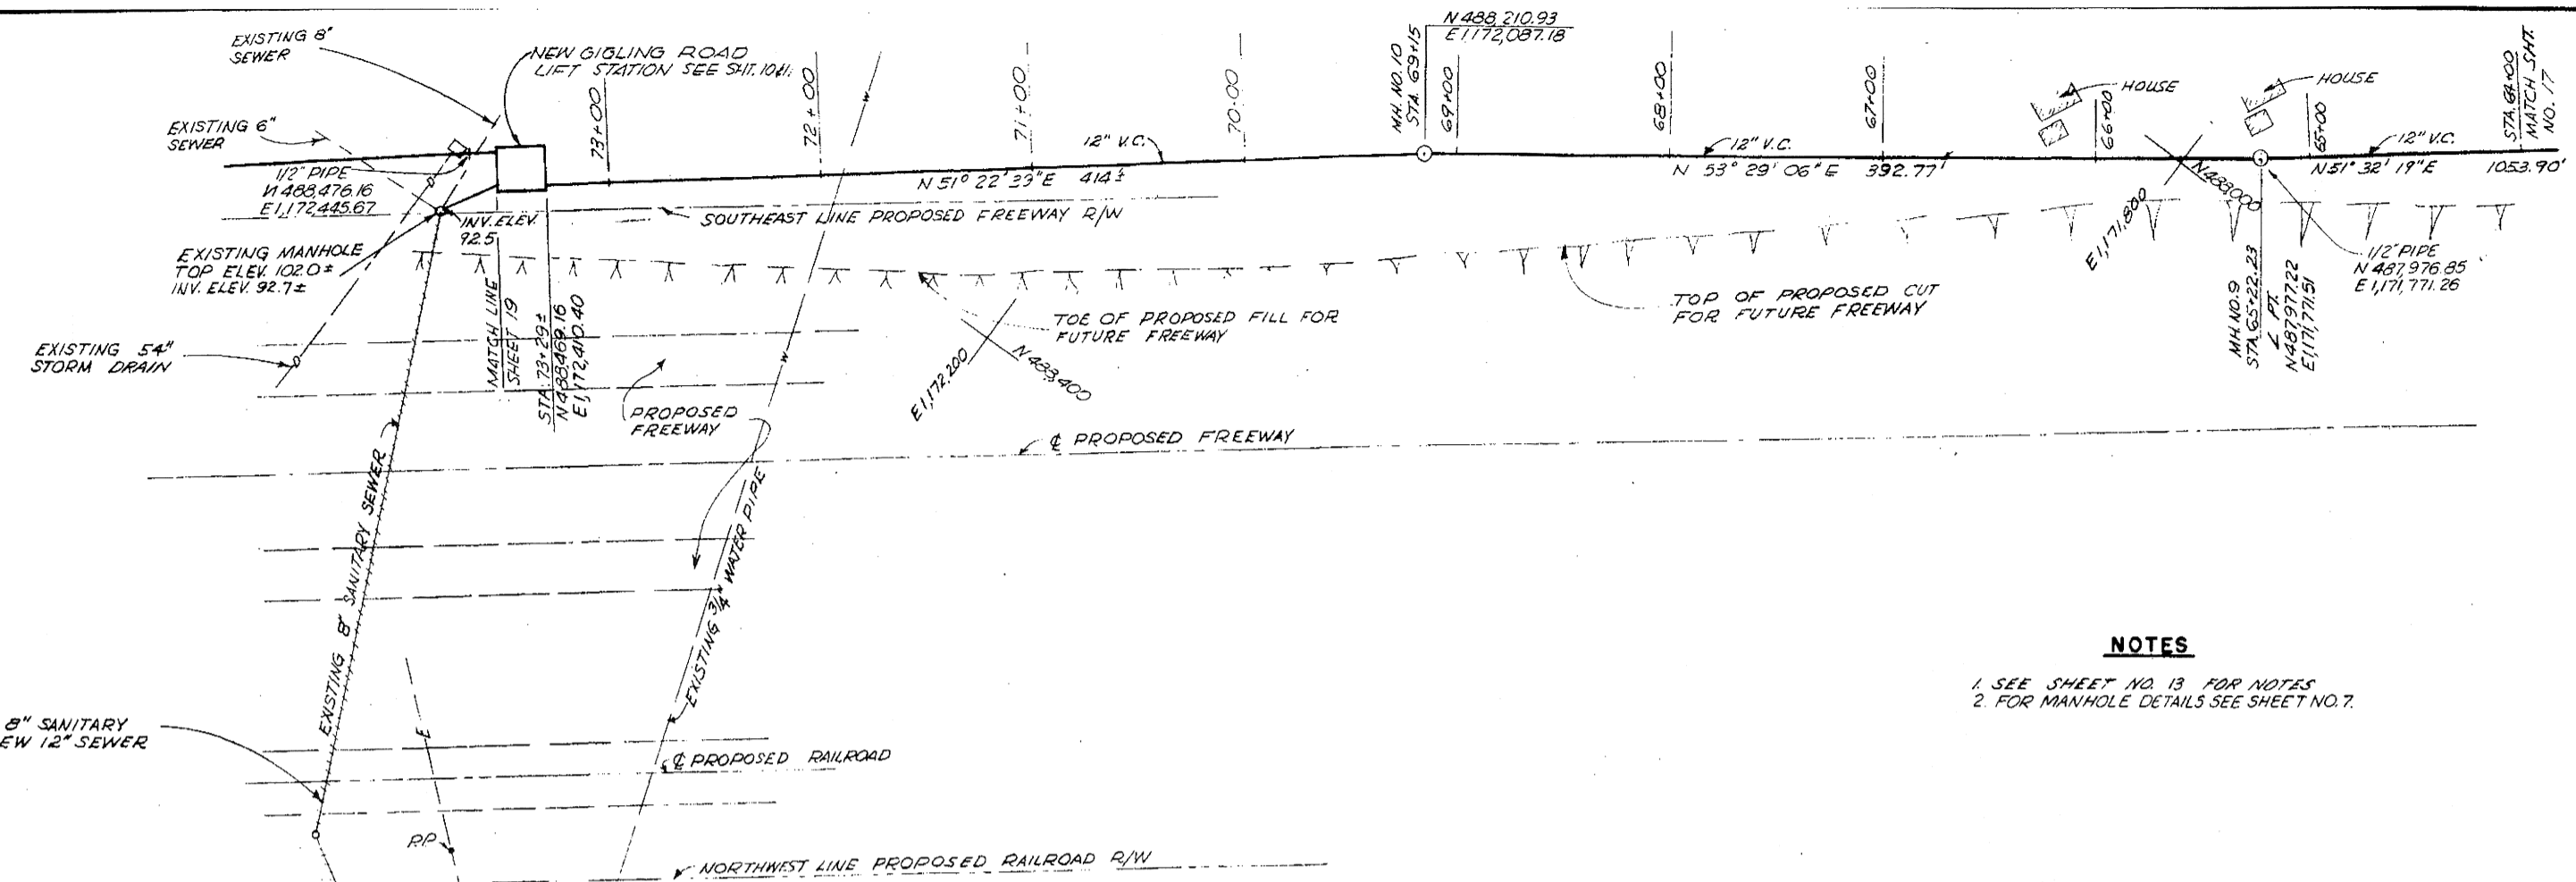 EXISTING 8"
SEWER
NEW GIGLING ROAD
LIFT STATION SEE SHT. 10&11
EXISTING 6"
SEWER
1/2" PIPE
N 488,476.16
E 1,172,445.67
INV. ELEV.
92.5
EXISTING MANHOLE
TOP ELEV. 102.0±
INV. ELEV. 92.7±
EXISTING 54"
STORM DRAIN
MATCH LINE
SHEET 19
STA. 73+29±
N 488,469.16
E 1,172,410.40
73+00
72+00
W
71+00
70+00
12" V.C.
N 51° 22' 39" E 414±
MH. NO. 10
STA. 69+15
N 488,210.93
E 1,172,087.18
69+00
68+00
67+00
12" V.C.
N 53° 29' 06" E 392.77'
66+00
HOUSE
HOUSE
65+00
12" V.C.
STA. 64+00
MATCH SHT.
NO. 17
N 51° 32' 19" E 1053.90'
SOUTHEAST LINE PROPOSED FREEWAY R/W
E 1,171,800
N 488,000
1/2" PIPE
N 487,976.85
E 1,171,771.26
MH. NO. 9
STA. 65+22.23
∠ PT.
N 487,977.22
E 1,171,771.51
TOP OF PROPOSED CUT
FOR FUTURE FREEWAY
TOE OF PROPOSED FILL FOR
FUTURE FREEWAY
E 1,172,200
N 488,400
W
PROPOSED
FREEWAY
℄ PROPOSED FREEWAY
EXISTING 8" SANITARY SEWER
EXISTING 3/4" WATER PIPE
NOTES
1. SEE SHEET NO. 13 FOR NOTES
2. FOR MANHOLE DETAILS SEE SHEET NO. 7.
8" SANITARY
EW 12" SEWER
E
℄ PROPOSED RAILROAD
P.P.
NORTHWEST LINE PROPOSED RAILROAD R/W